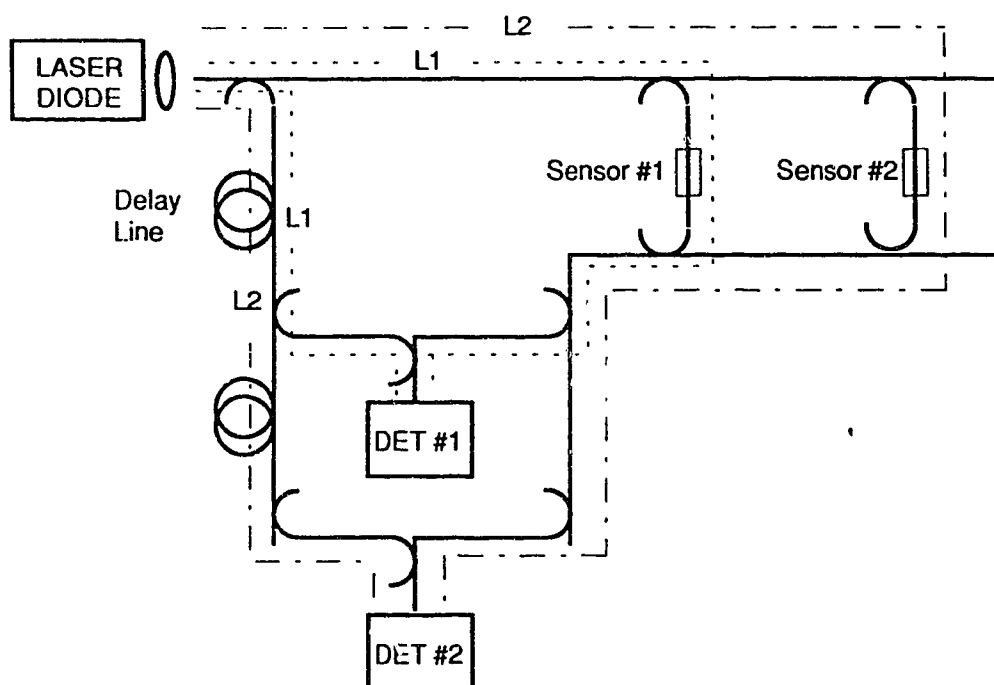 L2
LASER
DIODE
L1
Sensor #1
Sensor #2
Delay
Line
L1
L2
DET #1
DET #2